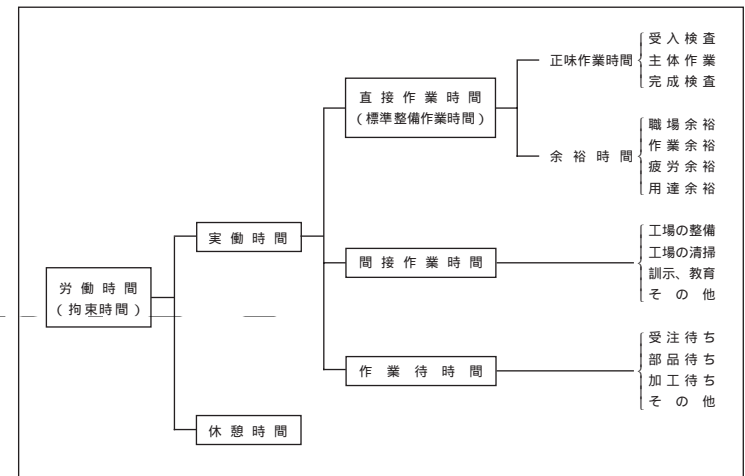 労働時間
(拘束時間)
実働時間
休憩時間
直接作業時間
(標準整備作業時間)
間接作業時間
作業待時間
正味作業時間
受入検査
主体作業
完成検査
余裕時間
職場余裕
作業余裕
疲労余裕
用達余裕
工場の整備
工場の清掃
訓示、教育
その他
受注待ち
部品待ち
加工待ち
その他